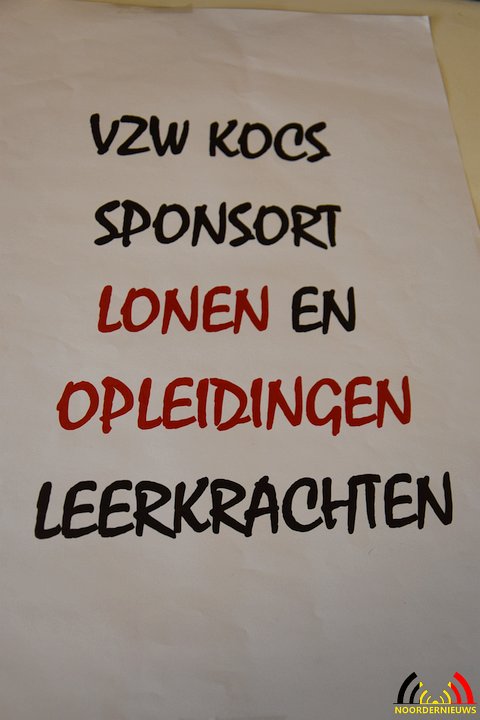 VZW KOCS
SPONSORT
LONEN EN
OPLEIDINGEN
LEERKRACHTEN
NOORDERNIEUWS